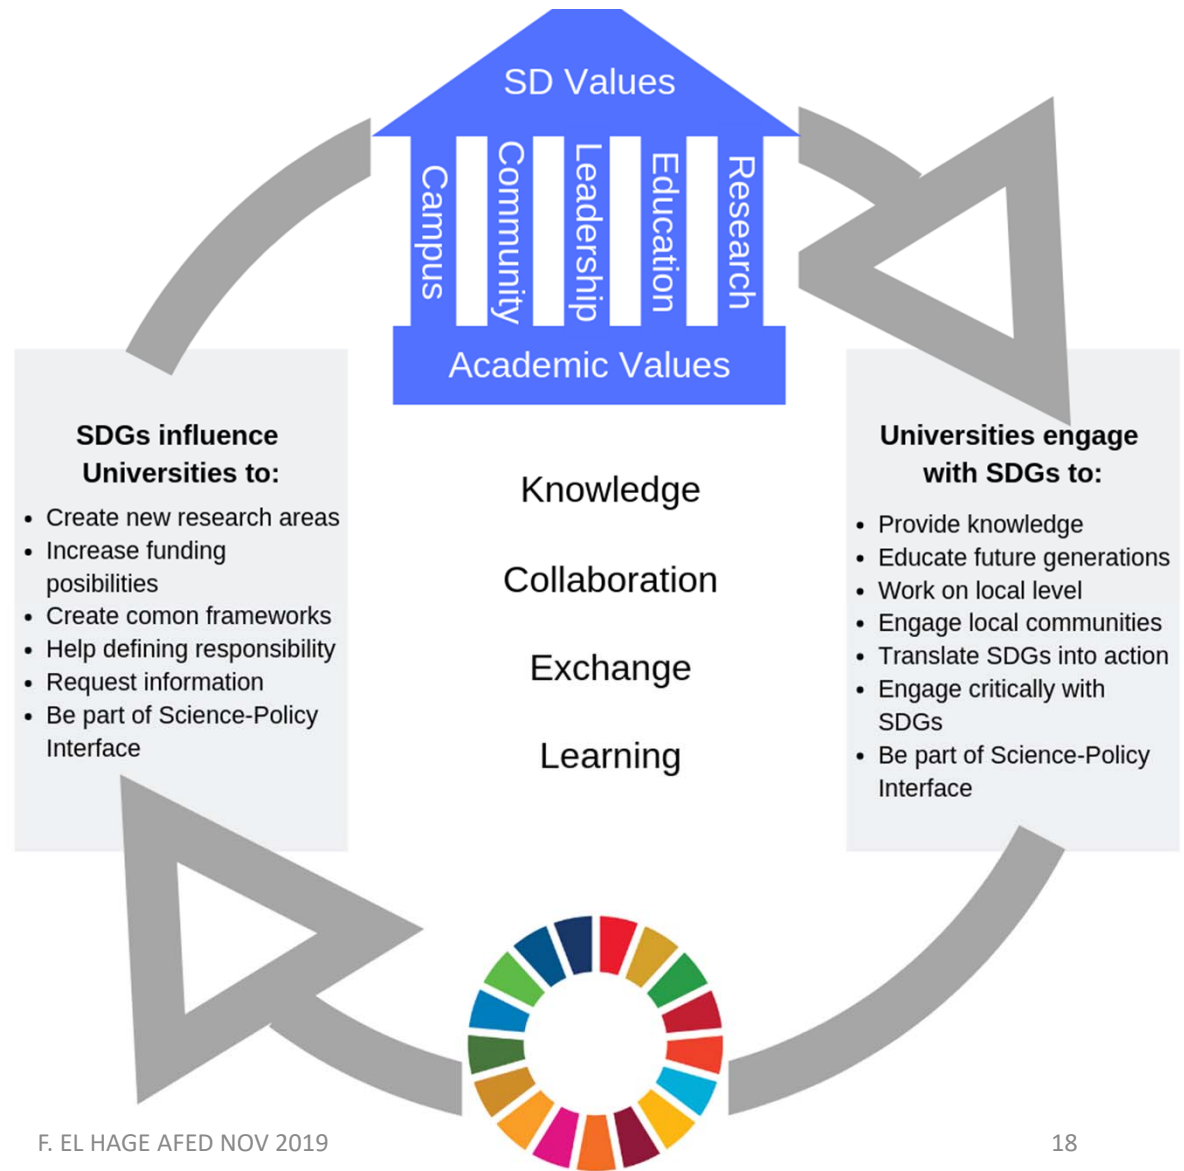 SD Values
Campus
Community
Leadership
Education
Research
Academic Values
SDGs influence
Universities to:
• Create new research areas
• Increase funding
posibilities
• Create comon frameworks
• Help defining responsibility
• Request information
• Be part of Science-Policy
Interface
Knowledge
Collaboration
Exchange
Learning
Universities engage
with SDGs to:
• Provide knowledge
• Educate future generations
• Work on local level
• Engage local communities
• Translate SDGs into action
• Engage critically with
SDGs
• Be part of Science-Policy
Interface
F. EL HAGE AFED NOV 2019
18